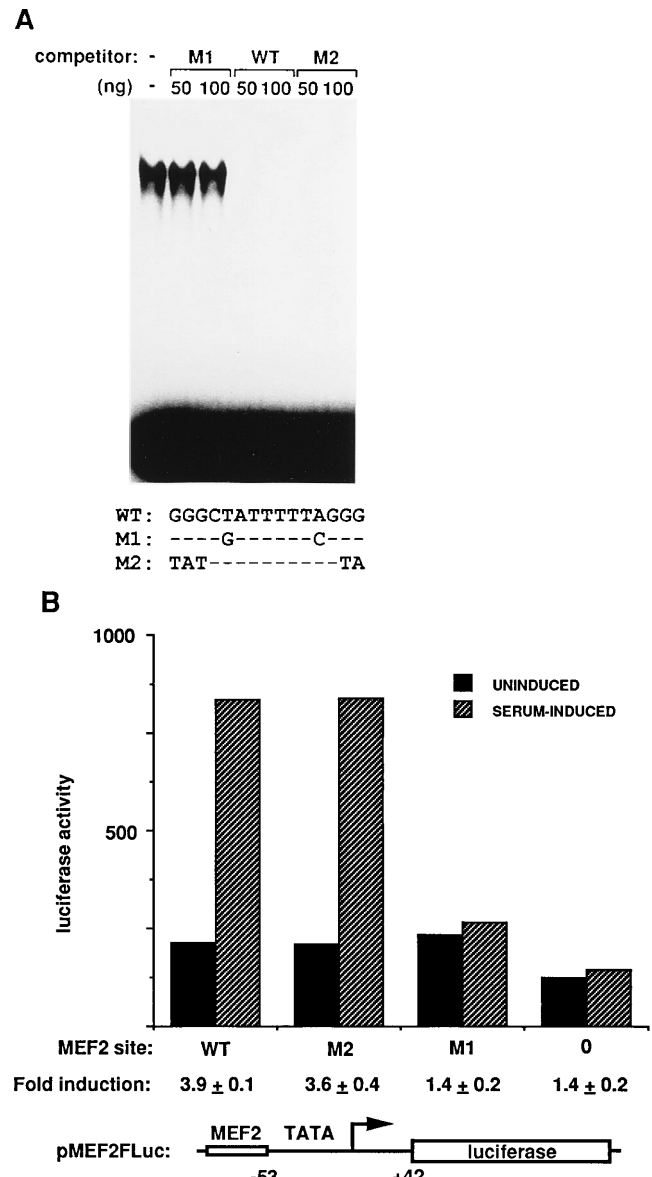 A
competitor: - M1 WT M2
(ng) - 50 100 50 100 50 100
WT: GGGCTATTTTTAGGG
M1: ----G------C---
M2: TAT----------TA
B
1000
500
luciferase activity
UNINDUCED
SERUM-INDUCED
MEF2 site: WT M2 M1 0
Fold induction: 3.9 ± 0.1 3.6 ± 0.4 1.4 ± 0.2 1.4 ± 0.2
MEF2 TATA
pMEF2FLuc: luciferase
-53 +42